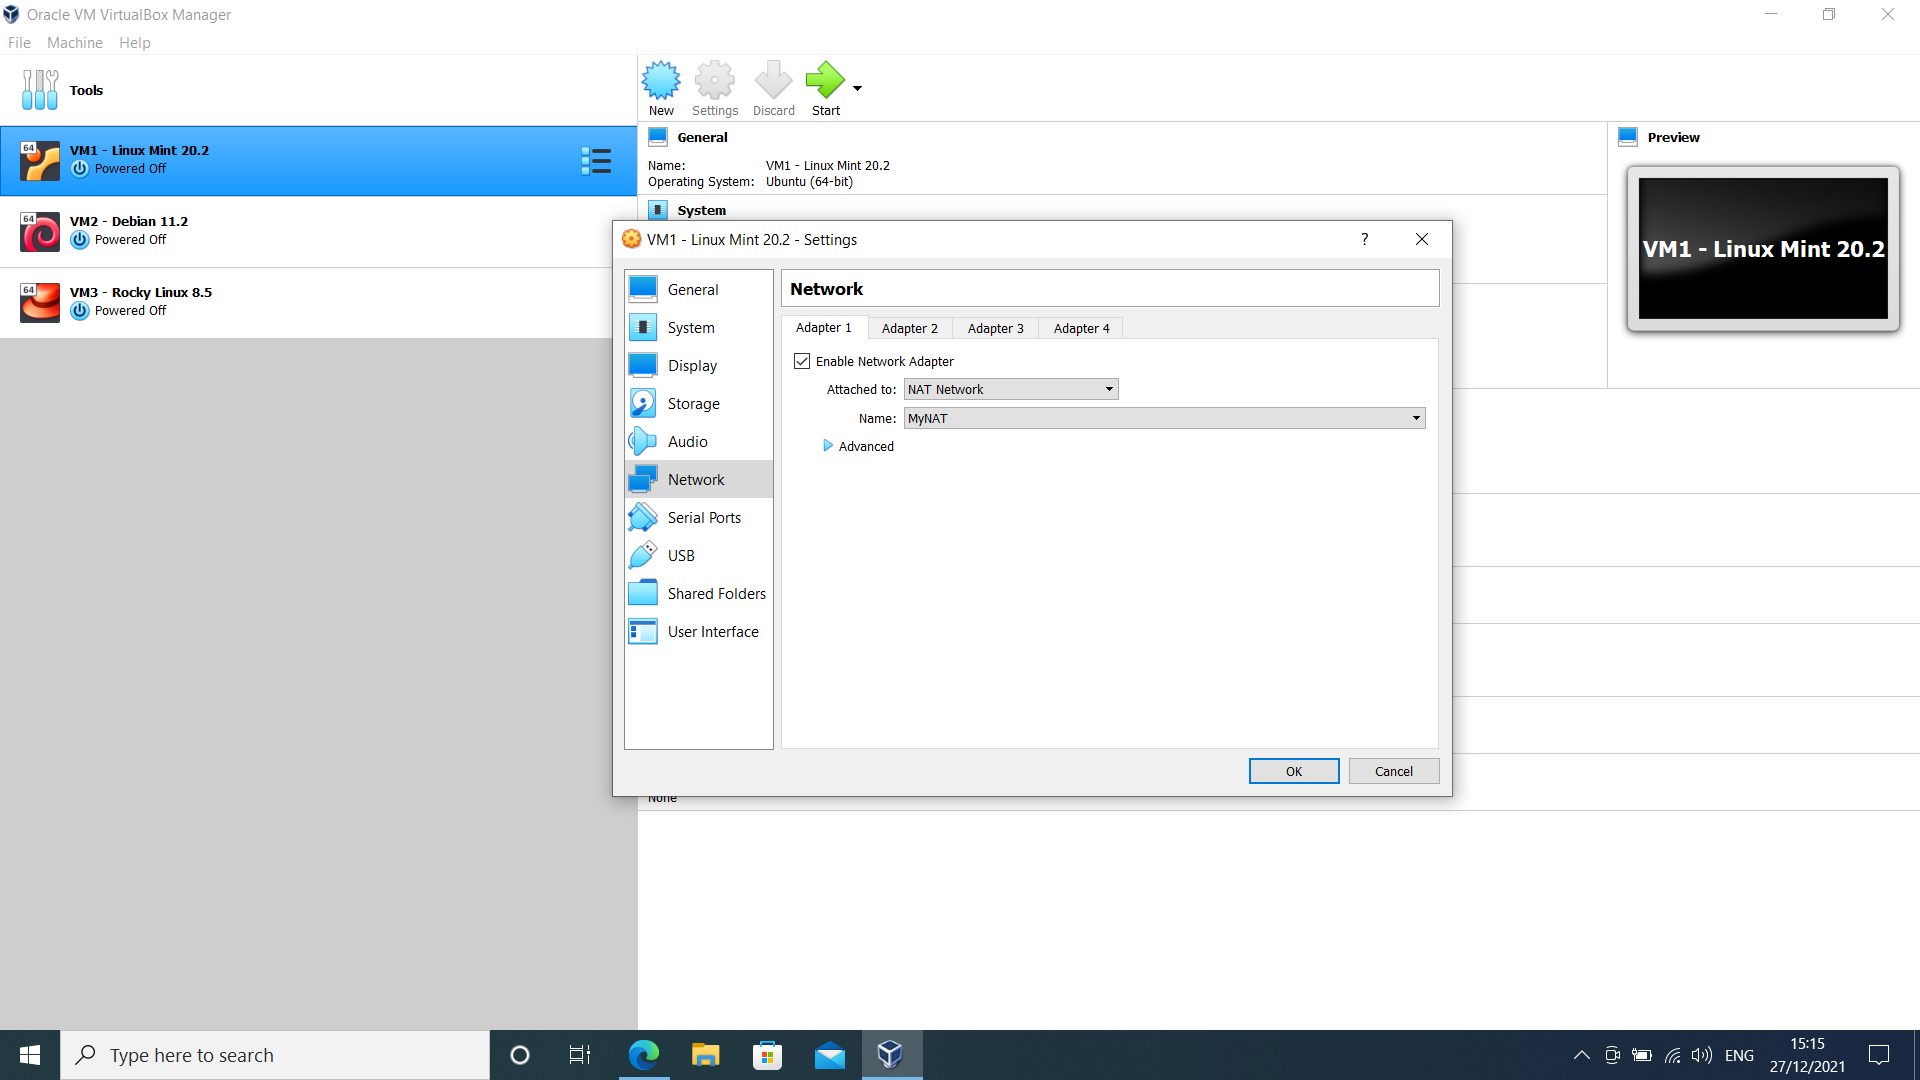 Oracle VM VirtualBox Manager
File Machine Help
Tools
New Settings Discard Start
64
VM1 - Linux Mint 20.2
Powered Off
64
VM2 - Debian 11.2
Powered Off
64
VM3 - Rocky Linux 8.5
Powered Off
General
Name: VM1 - Linux Mint 20.2
Operating System: Ubuntu (64-bit)
System
Preview
VM1 - Linux Mint 20.2
VM1 - Linux Mint 20.2 - Settings
?
General
System
Display
Storage
Audio
Network
Serial Ports
USB
Shared Folders
User Interface
Network
Adapter 1 Adapter 2 Adapter 3 Adapter 4
Enable Network Adapter
Attached to: NAT Network
Name: MyNAT
Advanced
OK Cancel
None
Type here to search
ENG
15:15
27/12/2021